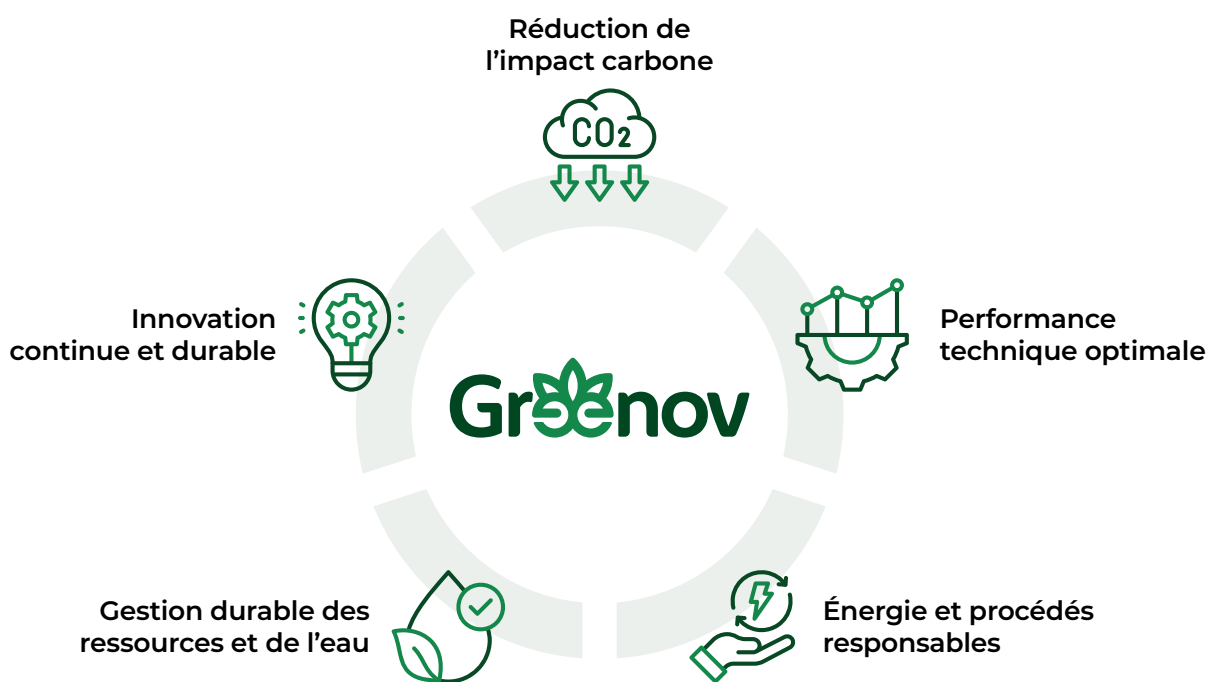 Réduction de
l’impact carbone
CO₂
Innovation
continue et durable
Performance
technique optimale
Greenov
Gestion durable des
ressources et de l’eau
Énergie et procédés
responsables